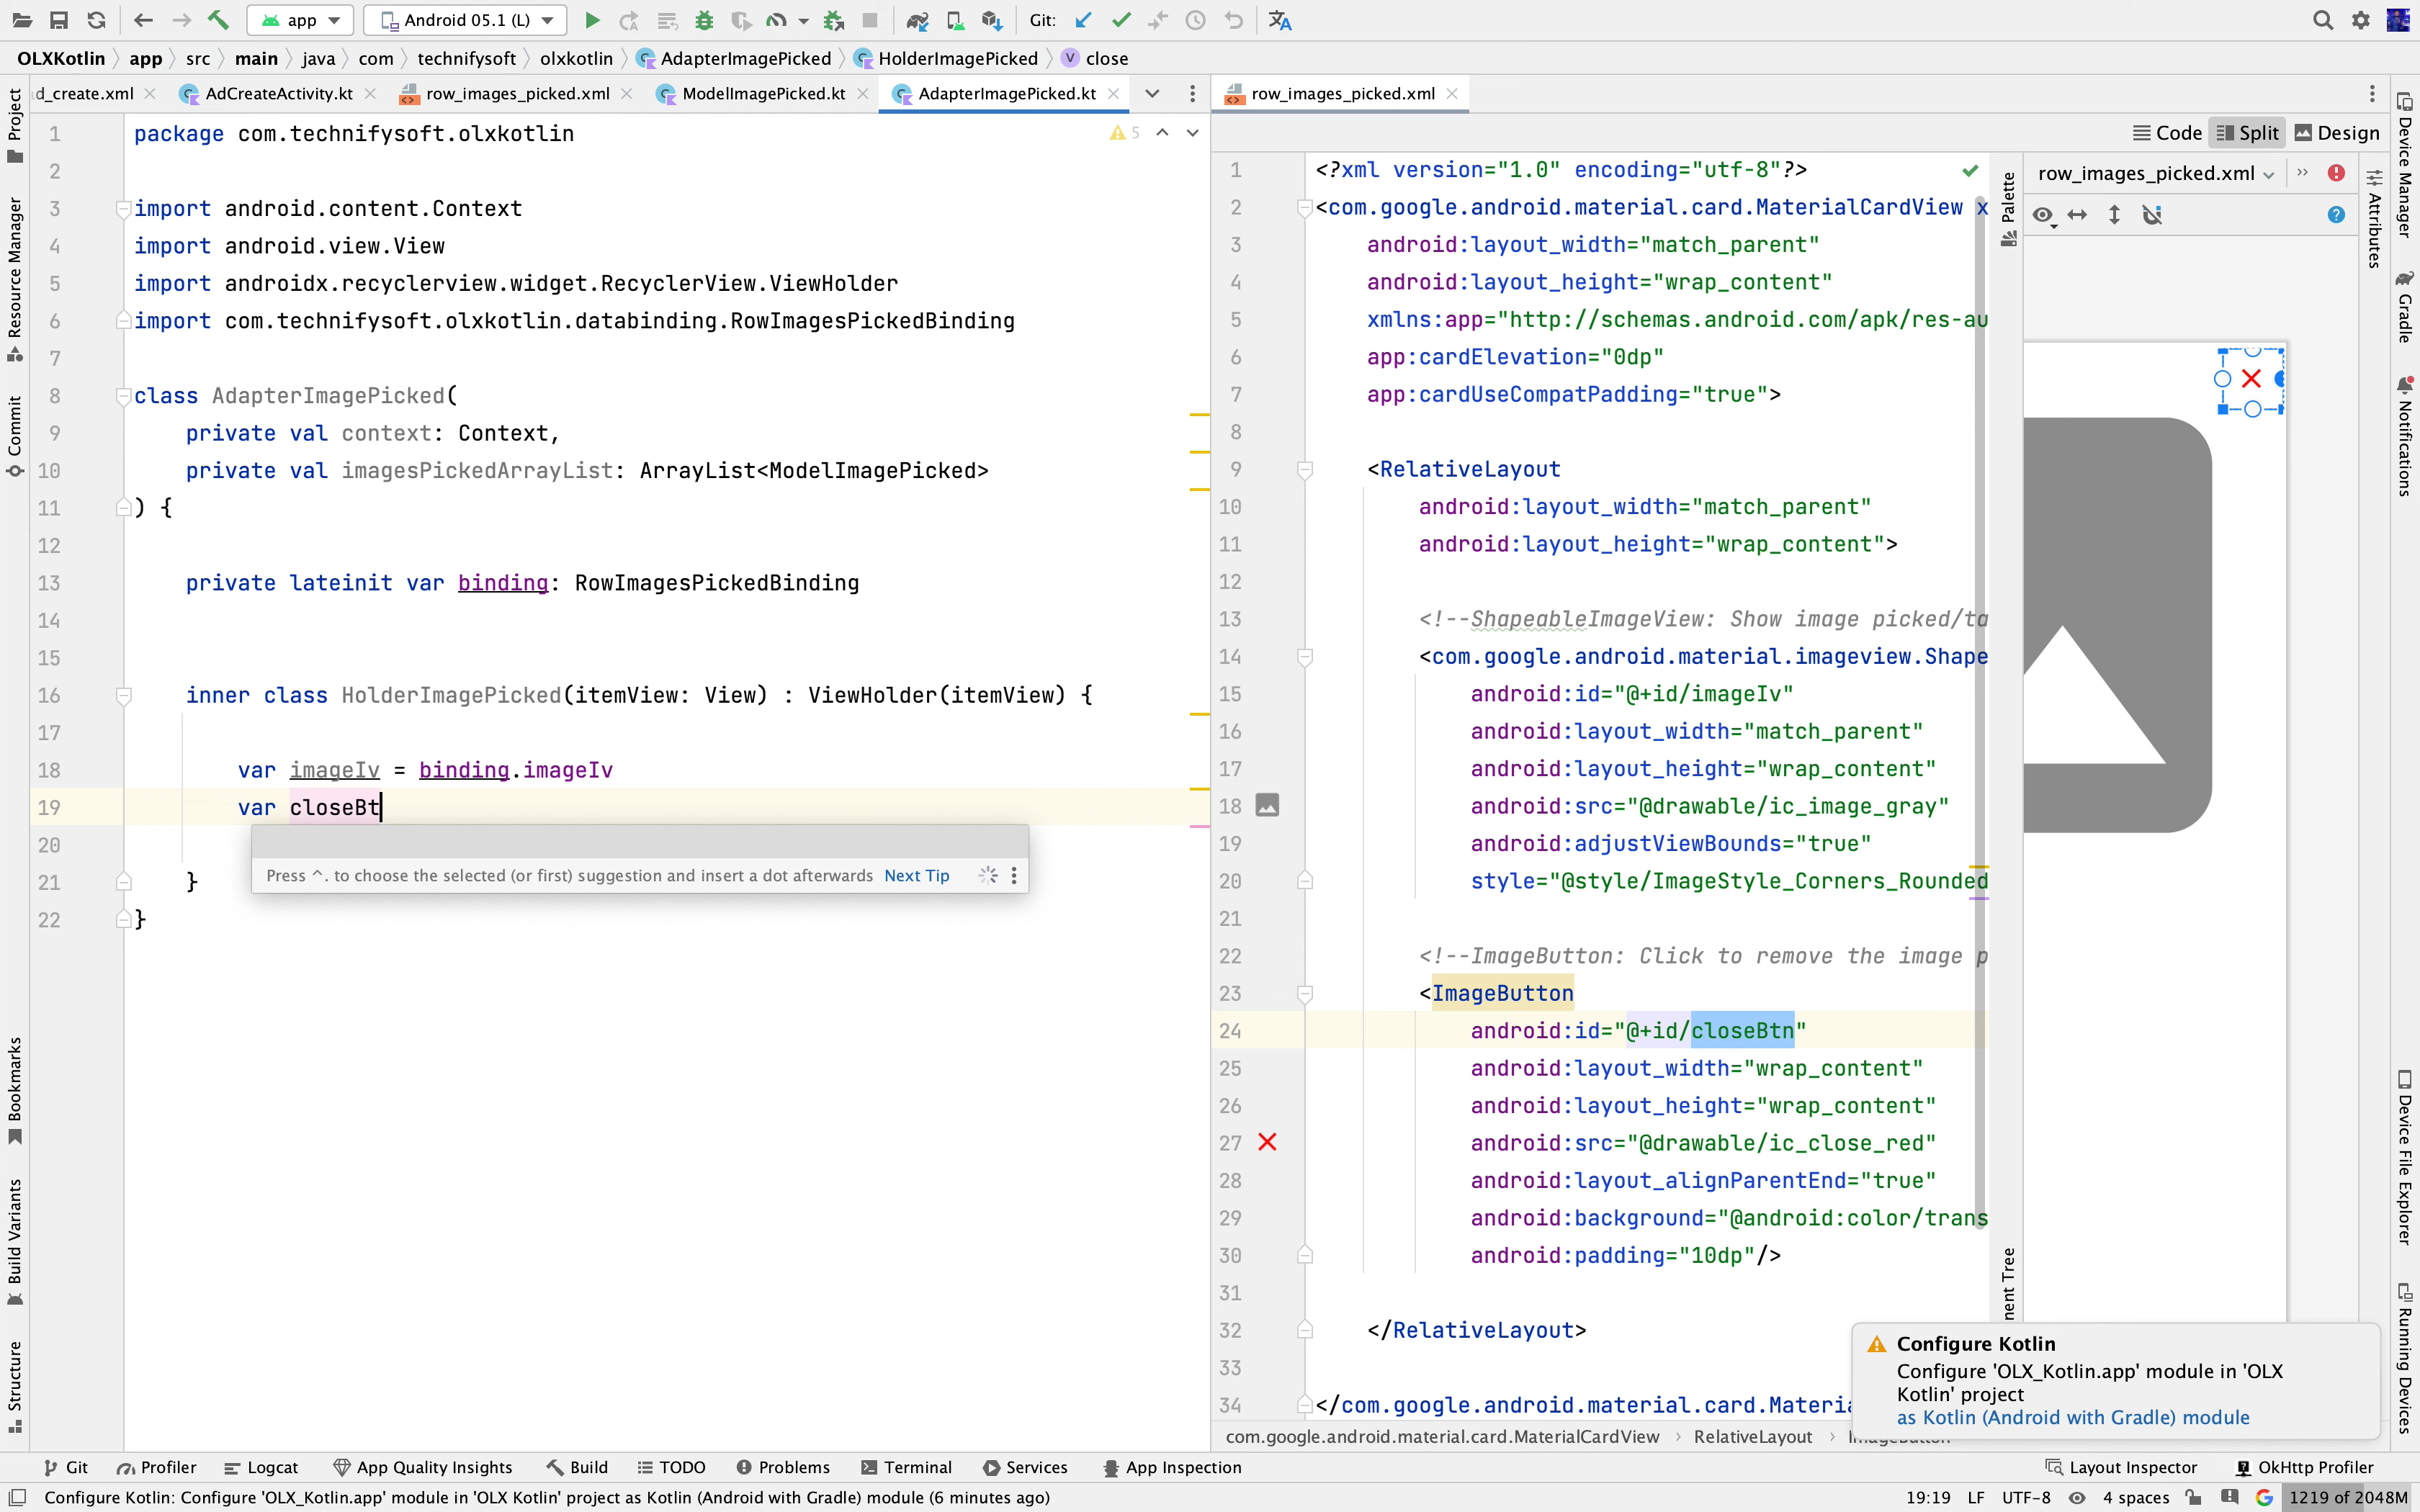 app
Android 05.1 (L)
Git:
OLXKotlin
app
src
main
java
com
technifysoft
olxkotlin
AdapterImagePicked
HolderImagePicked
close
d_create.xml
AdCreateActivity.kt
row_images_picked.xml
ModelImagePicked.kt
AdapterImagePicked.kt
row_images_picked.xml
Code
Split
Design
5
Project
Resource Manager
Commit
Bookmarks
Build Variants
Structure
1 package com.technifysoft.olxkotlin
2
3 import android.content.Context
4 import android.view.View
5 import androidx.recyclerview.widget.RecyclerView.ViewHolder
6 import com.technifysoft.olxkotlin.databinding.RowImagesPickedBinding
7
8 class AdapterImagePicked(
9 private val context: Context,
10 private val imagesPickedArrayList: ArrayList<ModelImagePicked>
11 ) {
12
13 private lateinit var binding: RowImagesPickedBinding
14
15
16 inner class HolderImagePicked(itemView: View) : ViewHolder(itemView) {
17
18 var imageIv = binding.imageIv
19 var closeBt
20
Press ^. to choose the selected (or first) suggestion and insert a dot afterwards Next Tip
21 }
22 }
1 <?xml version="1.0" encoding="utf-8"?>
2 <com.google.android.material.card.MaterialCardView x
3 android:layout_width="match_parent"
4 android:layout_height="wrap_content"
5 xmlns:app="http://schemas.android.com/apk/res-au
6 app:cardElevation="0dp"
7 app:cardUseCompatPadding="true">
8
9 <RelativeLayout
10 android:layout_width="match_parent"
11 android:layout_height="wrap_content">
12
13 <!--ShapeableImageView: Show image picked/ta
14 <com.google.android.material.imageview.Shape
15 android:id="@+id/imageIv"
16 android:layout_width="match_parent"
17 android:layout_height="wrap_content"
18 android:src="@drawable/ic_image_gray"
19 android:adjustViewBounds="true"
20 style="@style/ImageStyle_Corners_Rounded
21
22 <!--ImageButton: Click to remove the image p
23 <ImageButton
24 android:id="@+id/closeBtn"
25 android:layout_width="wrap_content"
26 android:layout_height="wrap_content"
27 android:src="@drawable/ic_close_red"
28 android:layout_alignParentEnd="true"
29 android:background="@android:color/trans
30 android:padding="10dp"/>
31
32 </RelativeLayout>
33
34 </com.google.android.material.card.Materia
com.google.android.material.card.MaterialCardView
RelativeLayout
ImageButton
Palette
row_images_picked.xml
nent Tree
Attributes
Device Manager
Gradle
Notifications
Device File Explorer
Running Devices
Configure Kotlin
Configure 'OLX_Kotlin.app' module in 'OLX
Kotlin' project
as Kotlin (Android with Gradle) module
Git
Profiler
Logcat
App Quality Insights
Build
TODO
Problems
Terminal
Services
App Inspection
Layout Inspector
OkHttp Profiler
Configure Kotlin: Configure 'OLX_Kotlin.app' module in 'OLX Kotlin' project as Kotlin (Android with Gradle) module (6 minutes ago)
19:19
LF
UTF-8
4 spaces
1219 of 2048M